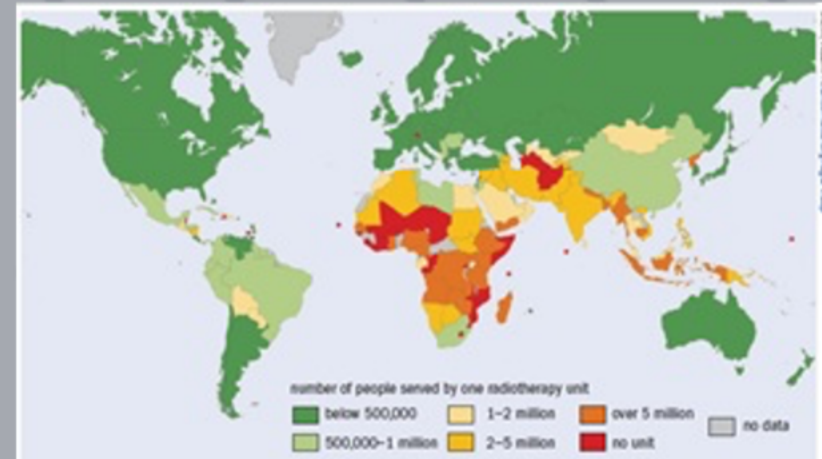 number of people served by one radiotherapy unit
below 500,000
1–2 million
over 5 million
no data
500,000–1 million
2–5 million
no unit